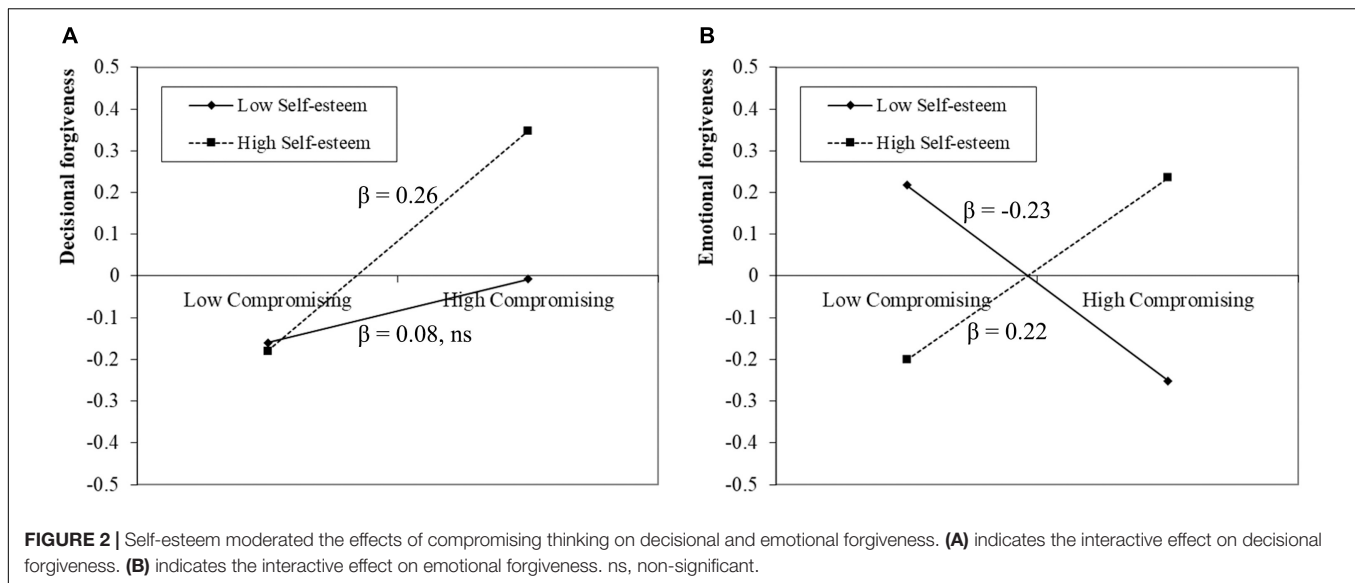 A
Decisional forgiveness
0.5
0.4
0.3
0.2
0.1
0
-0.1
-0.2
-0.3
-0.4
-0.5
Low Self-esteem
High Self-esteem
β = 0.26
Low Compromising
High Compromising
β = 0.08, ns
B
Emotional forgiveness
0.5
0.4
0.3
0.2
0.1
0
-0.1
-0.2
-0.3
-0.4
-0.5
Low Self-esteem
High Self-esteem
β = -0.23
Low Compromising
High Compromising
β = 0.22
FIGURE 2 | Self-esteem moderated the effects of compromising thinking on decisional and emotional forgiveness. (A) indicates the interactive effect on decisional
forgiveness. (B) indicates the interactive effect on emotional forgiveness. ns, non-significant.